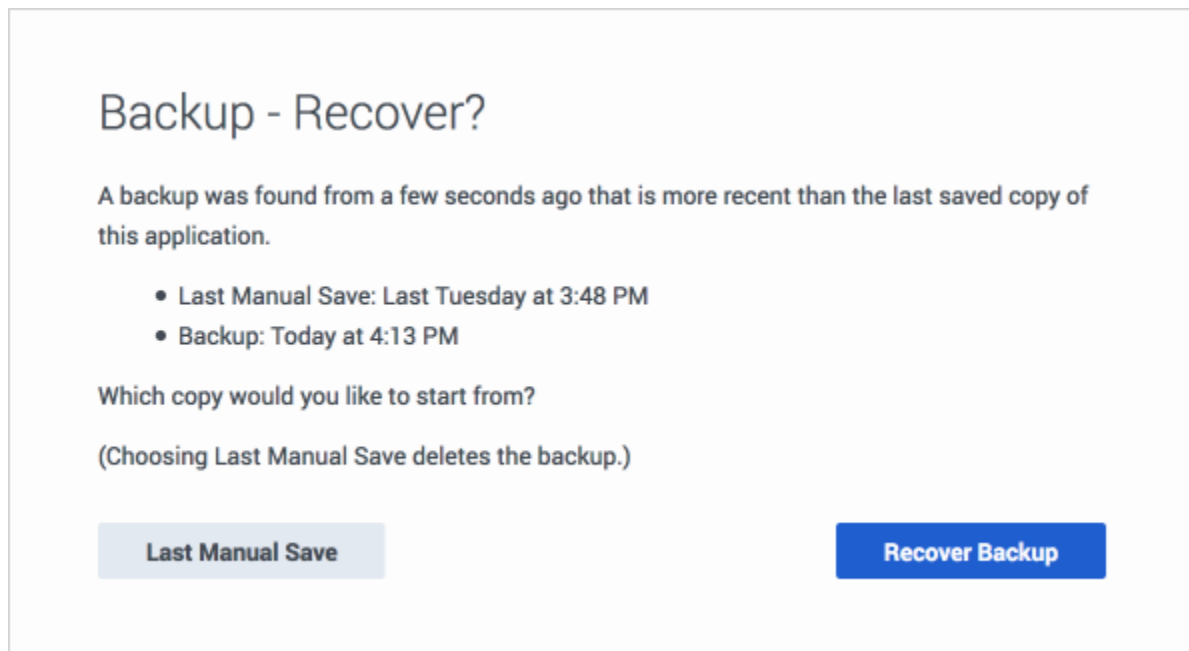 Backup - Recover?
A backup was found from a few seconds ago that is more recent than the last saved copy of
this application.
• Last Manual Save: Last Tuesday at 3:48 PM
• Backup: Today at 4:13 PM
Which copy would you like to start from?
(Choosing Last Manual Save deletes the backup.)
Last Manual Save
Recover Backup